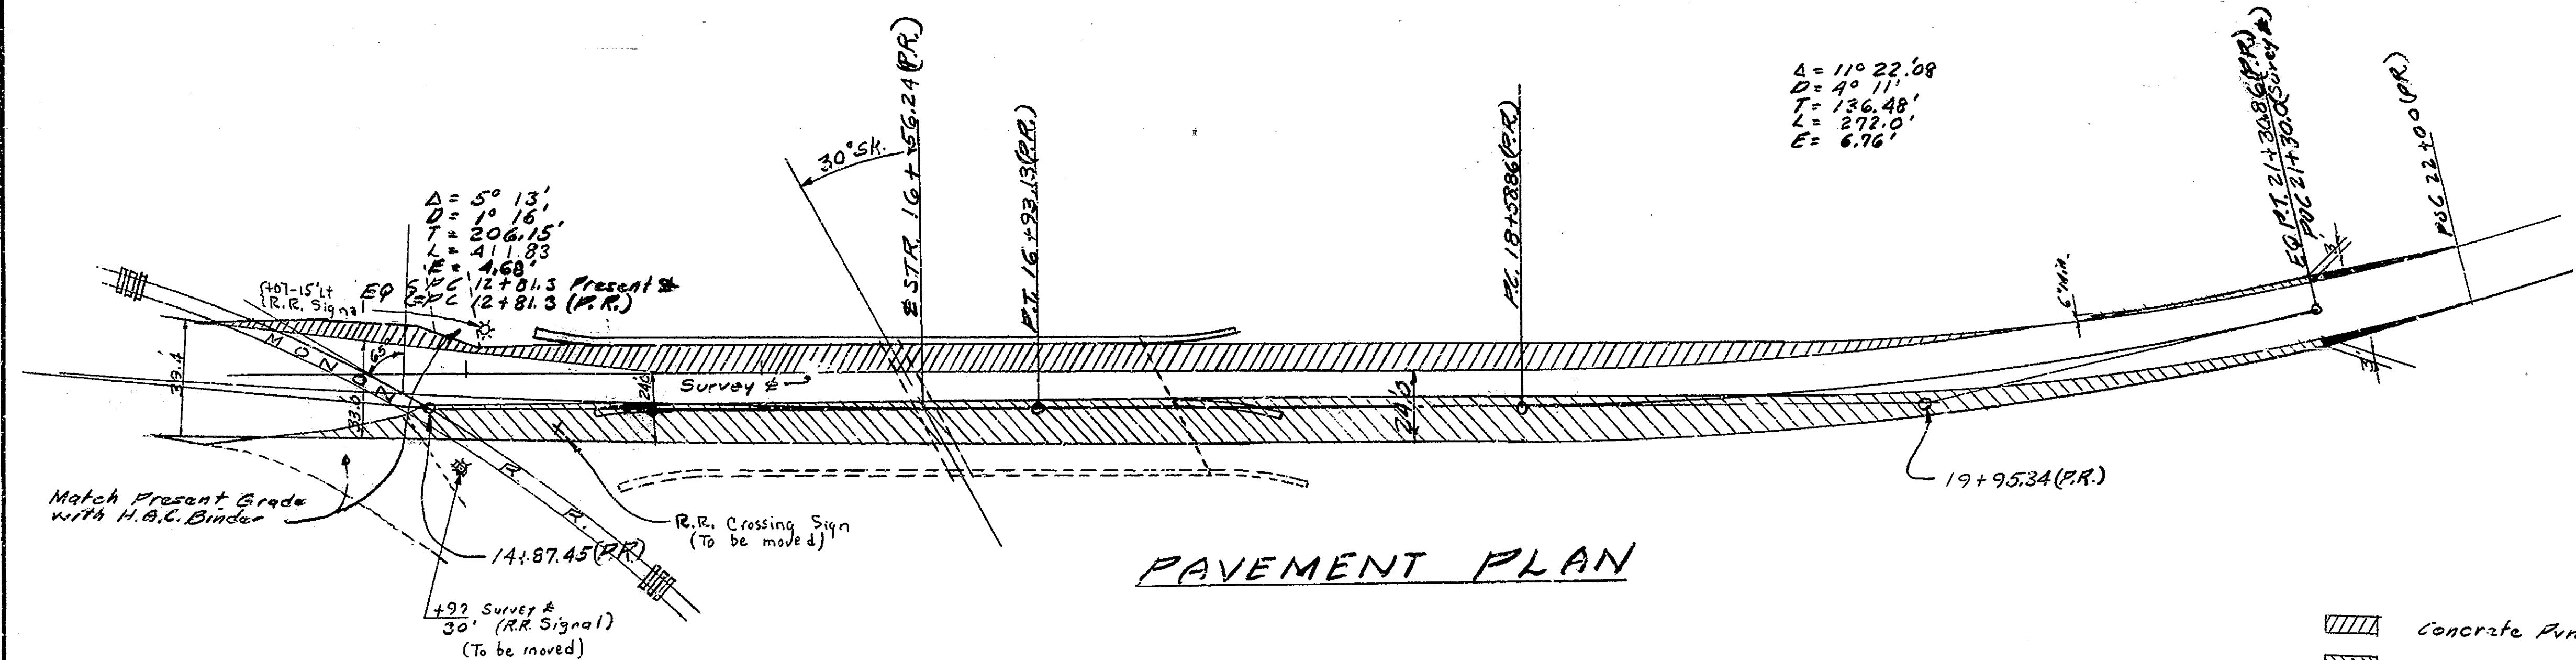 Δ = 5° 13'
D = 1° 16'
T = 206.15'
L = 411.83
E = 4.68'
EQ PC 12+81.3 Present ℄
= PC 12+81.3 (P.R.)
+07-15' Lt
R.R. Signal
39.4'
33.0'
65°
MON R.R.
Match Present Grade
with H.A.C. Binder
14+87.45 (P.R.)
+97 Survey ℄
30' (R.R. Signal)
(To be moved)
R.R. Crossing Sign
(To be moved)
24.0'
Survey ℄
30° SK.
℄ STR. 16+56.24 (P.R.)
P.T. 16+93.13 (P.R.)
24.0'
P.C. 18+58.86 (P.R.)
Δ = 11° 22.'08
D = 4° 11'
T = 136.48'
L = 272.0'
E = 6.76'
19+95.34 (P.R.)
6" Min.
EQ P.T. 21+30.86 (P.R.)
POC 21+30.0 (Survey ℄)
3'
3'
POC 22+00 (P.R.)
PAVEMENT PLAN
Concrete